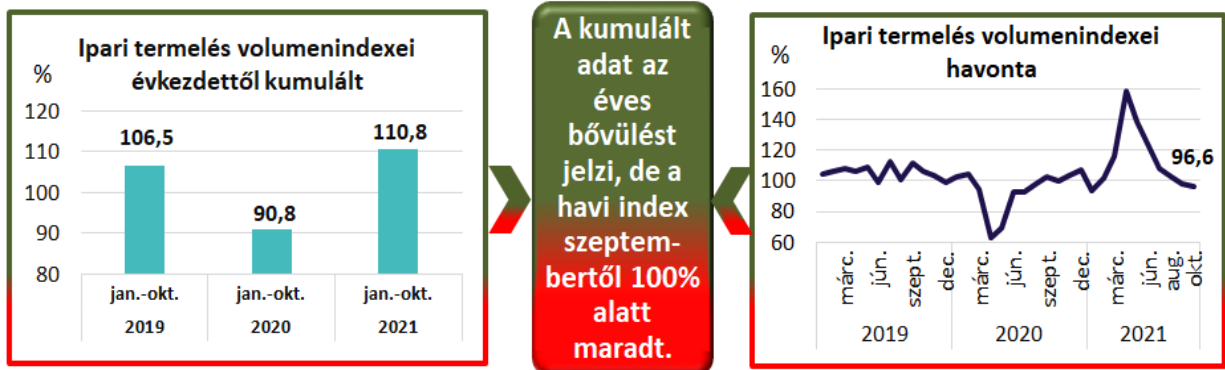 Ipari termelés volumenindexei
évkezdettől kumulált
%
120
110
100
90
80
106,5
90,8
110,8
jan.-okt.
jan.-okt.
jan.-okt.
2019
2020
2021
A kumulált
adat az
éves
bővülést
jelzi, de a
havi index
szeptem-
bertől 100%
alatt
maradt.
Ipari termelés volumenindexei
havonta
%
160
140
120
100
80
60
96,6
márc.
jún.
szept.
dec.
márc.
jún.
szept.
dec.
márc.
jún.
aug.
okt.
2019
2020
2021